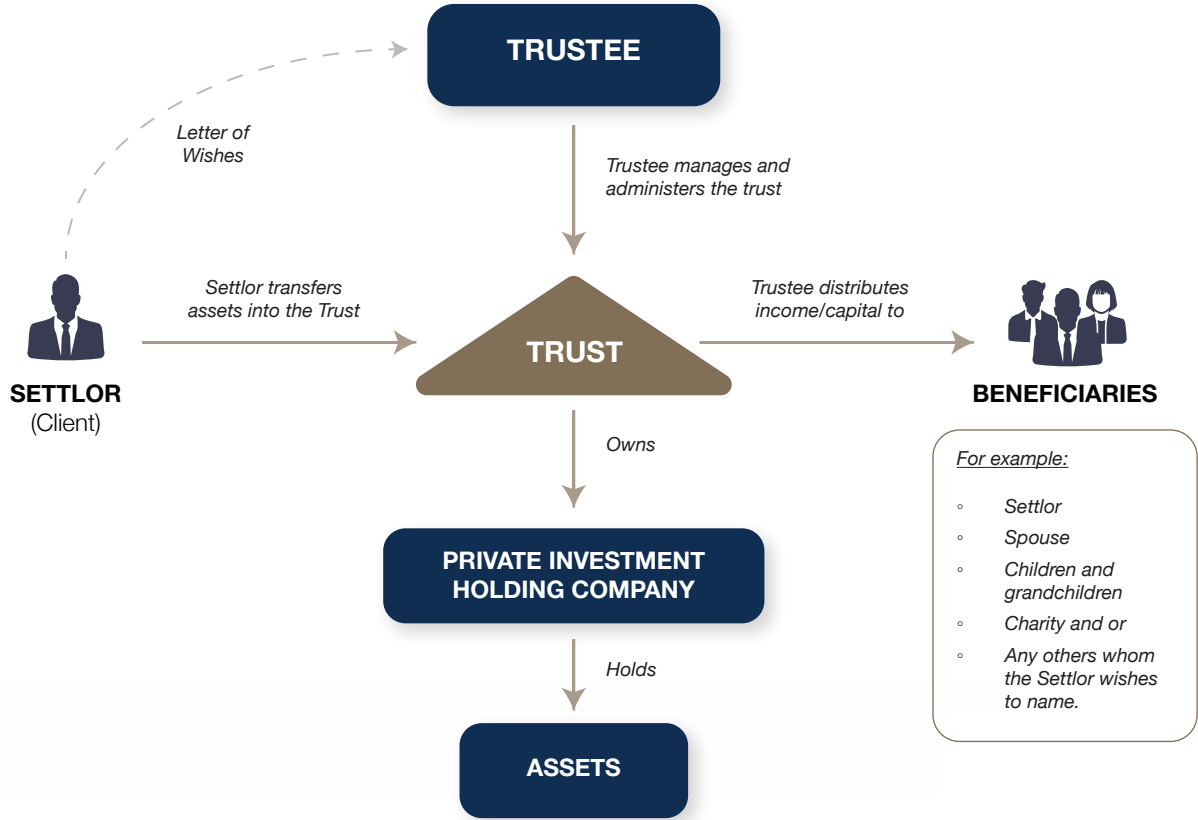 TRUSTEE
Letter of
Wishes
Trustee manages and
administers the trust
Settlor transfers
assets into the Trust
Trustee distributes
income/capital to
TRUST
SETTLOR
(Client)
BENEFICIARIES
Owns
For example:
◦ Settlor
◦ Spouse
◦ Children and
grandchildren
◦ Charity and or
◦ Any others whom
the Settlor wishes
to name.
PRIVATE INVESTMENT
HOLDING COMPANY
Holds
ASSETS